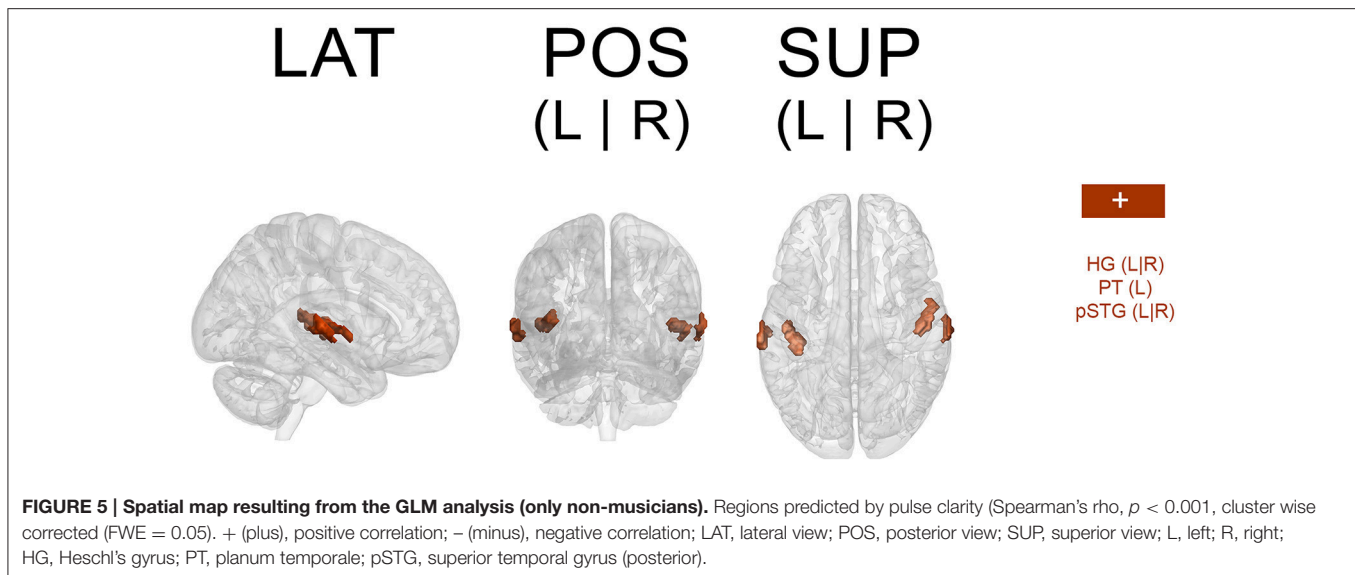 LAT
POS
(L | R)
SUP
(L | R)
+
HG (L|R)
PT (L)
pSTG (L|R)
FIGURE 5 | Spatial map resulting from the GLM analysis (only non-musicians). Regions predicted by pulse clarity (Spearman's rho, p < 0.001, cluster wise
corrected (FWE = 0.05). + (plus), positive correlation; – (minus), negative correlation; LAT, lateral view; POS, posterior view; SUP, superior view; L, left; R, right;
HG, Heschl's gyrus; PT, planum temporale; pSTG, superior temporal gyrus (posterior).